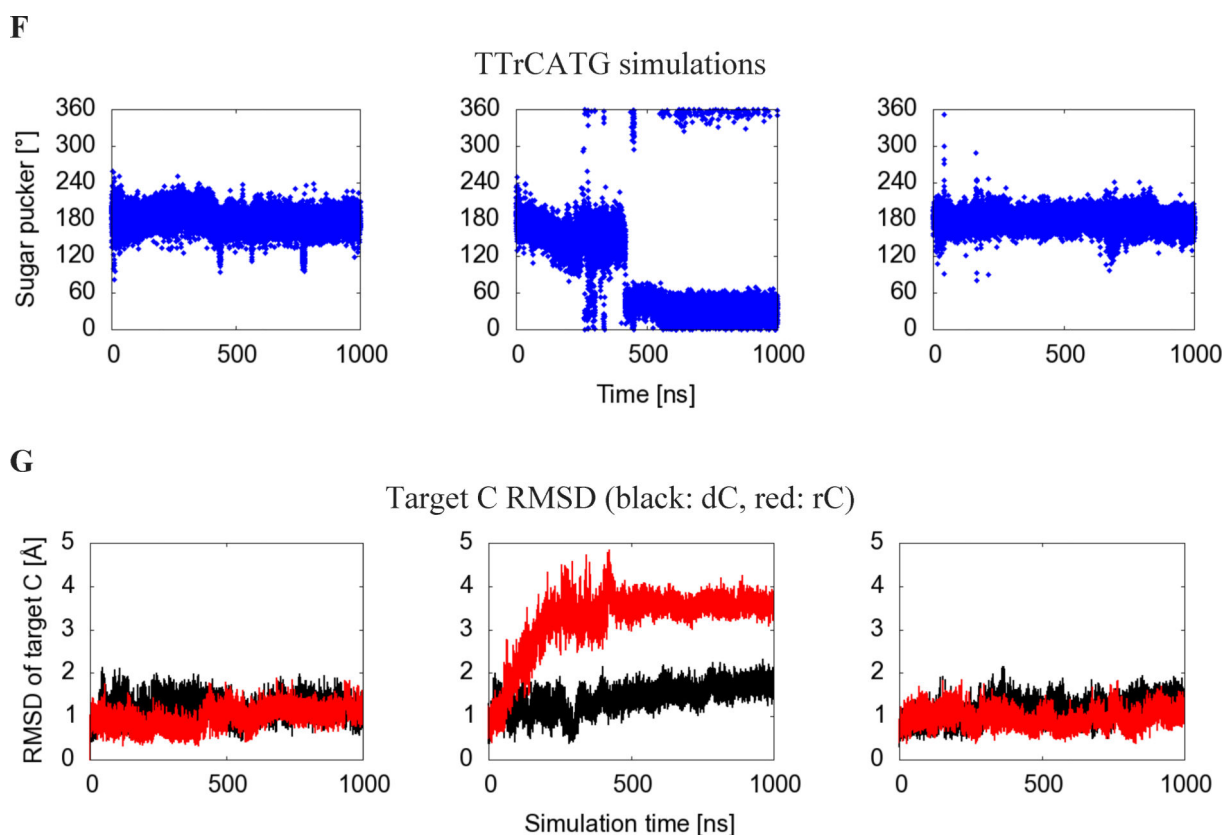 F
TTrCATG simulations
Sugar pucker [°]
360
300
240
180
120
60
0
0 500 1000
360
300
240
180
120
60
0
0 500 1000
360
300
240
180
120
60
0
0 500 1000
Time [ns]
G
Target C RMSD (black: dC, red: rC)
RMSD of target C [Å]
5
4
3
2
1
0
0 500 1000
5
4
3
2
1
0
0 500 1000
5
4
3
2
1
0
0 500 1000
Simulation time [ns]